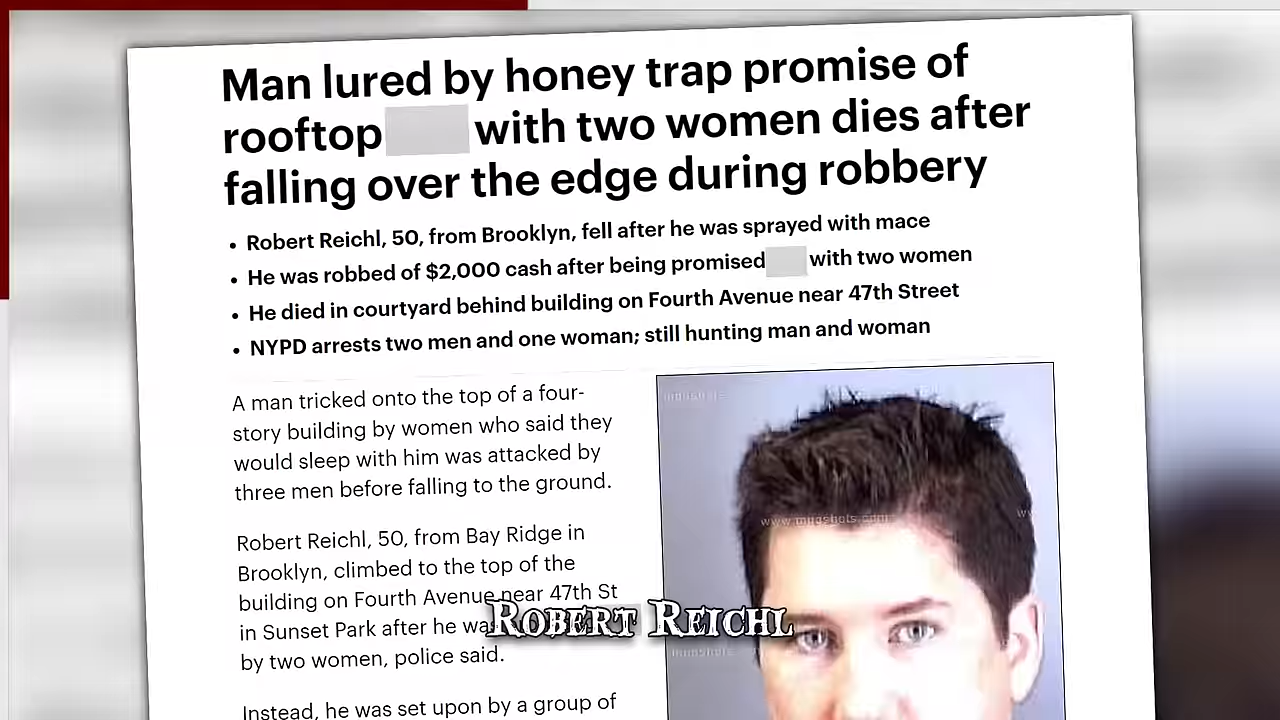 Man lured by honey trap promise of
rooftop with two women dies after
falling over the edge during robbery
• Robert Reichl, 50, from Brooklyn, fell after he was sprayed with mace
• He was robbed of $2,000 cash after being promised with two women
• He died in courtyard behind building on Fourth Avenue near 47th Street
• NYPD arrests two men and one woman; still hunting man and woman
A man tricked onto the top of a four-
story building by women who said they
would sleep with him was attacked by
three men before falling to the ground.
Robert Reichl, 50, from Bay Ridge in
Brooklyn, climbed to the top of the
building on Fourth Avenue near 47th St
in Sunset Park after he was
by two women, police said.
Instead, he was set upon by a group of
mugshots
www.mugshots.com
mugshots
Robert Reichl